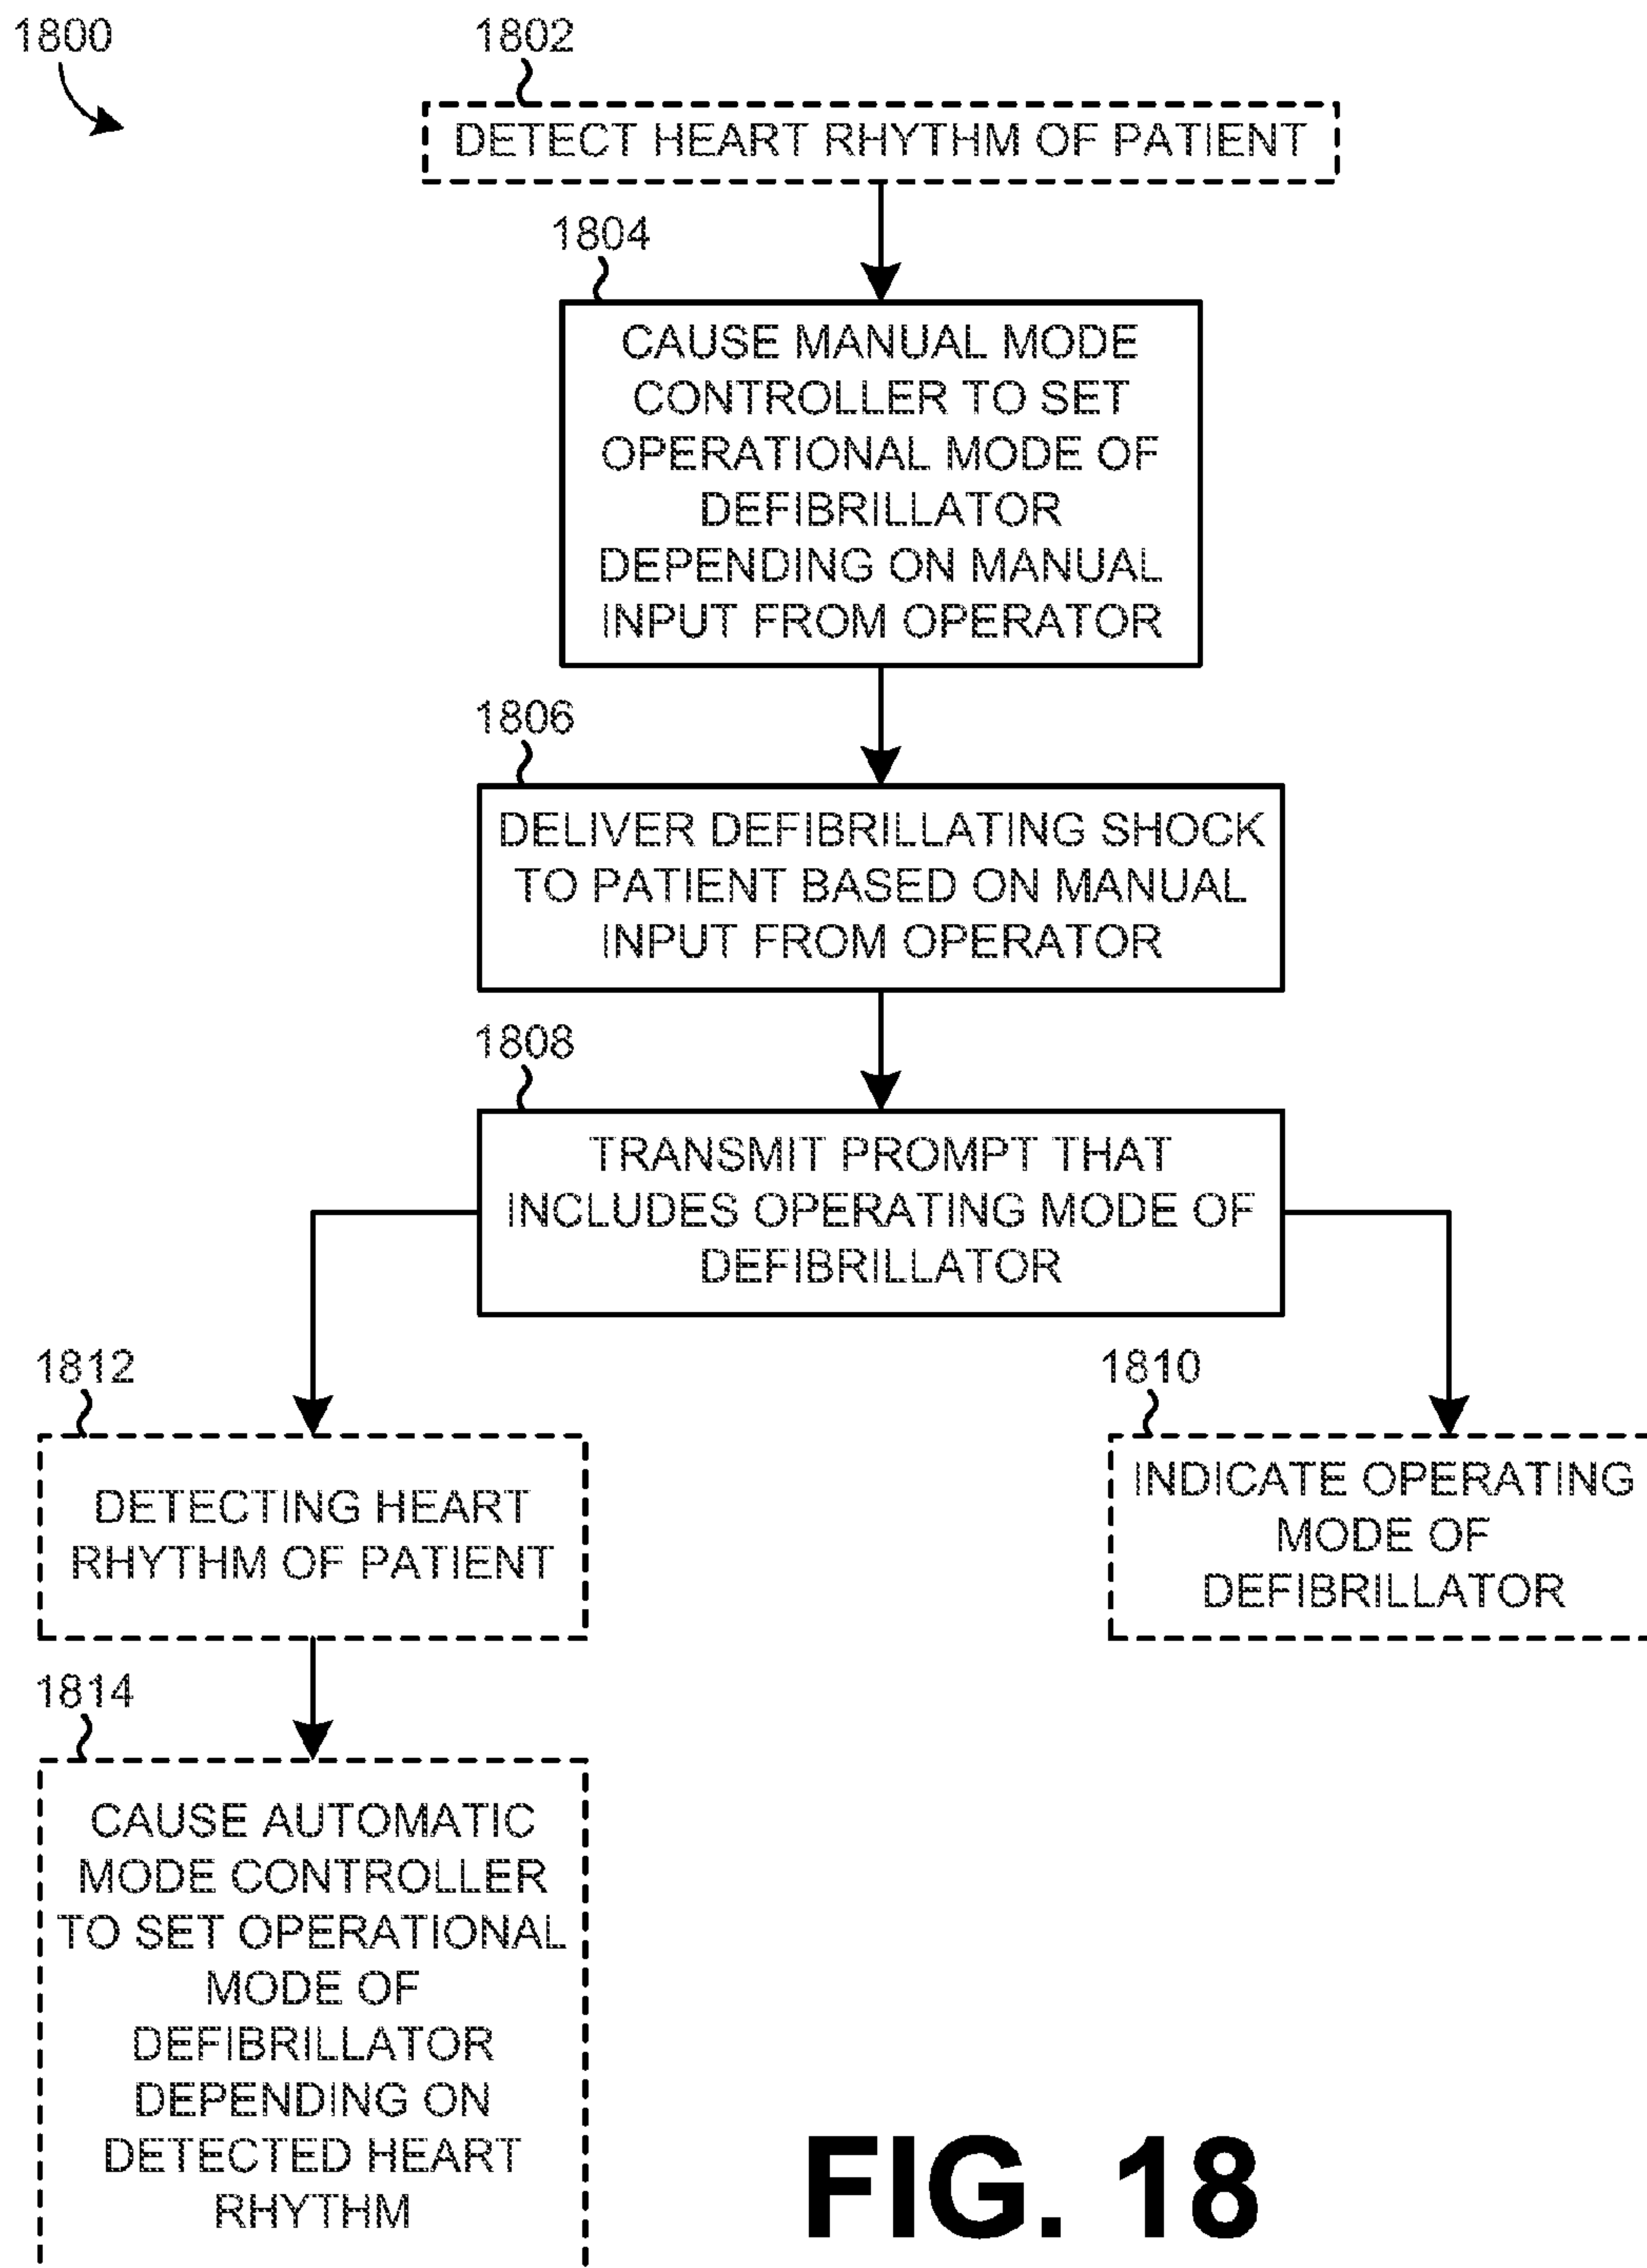 1800
1802
DETECT HEART RHYTHM OF PATIENT
1804
CAUSE MANUAL MODE
CONTROLLER TO SET
OPERATIONAL MODE OF
DEFIBRILLATOR
DEPENDING ON MANUAL
INPUT FROM OPERATOR
1806
DELIVER DEFIBRILLATING SHOCK
TO PATIENT BASED ON MANUAL
INPUT FROM OPERATOR
1808
TRANSMIT PROMPT THAT
INCLUDES OPERATING MODE OF
DEFIBRILLATOR
1812
DETECTING HEART
RHYTHM OF PATIENT
1810
INDICATE OPERATING
MODE OF
DEFIBRILLATOR
1814
CAUSE AUTOMATIC
MODE CONTROLLER
TO SET OPERATIONAL
MODE OF
DEFIBRILLATOR
DEPENDING ON
DETECTED HEART
RHYTHM
FIG. 18